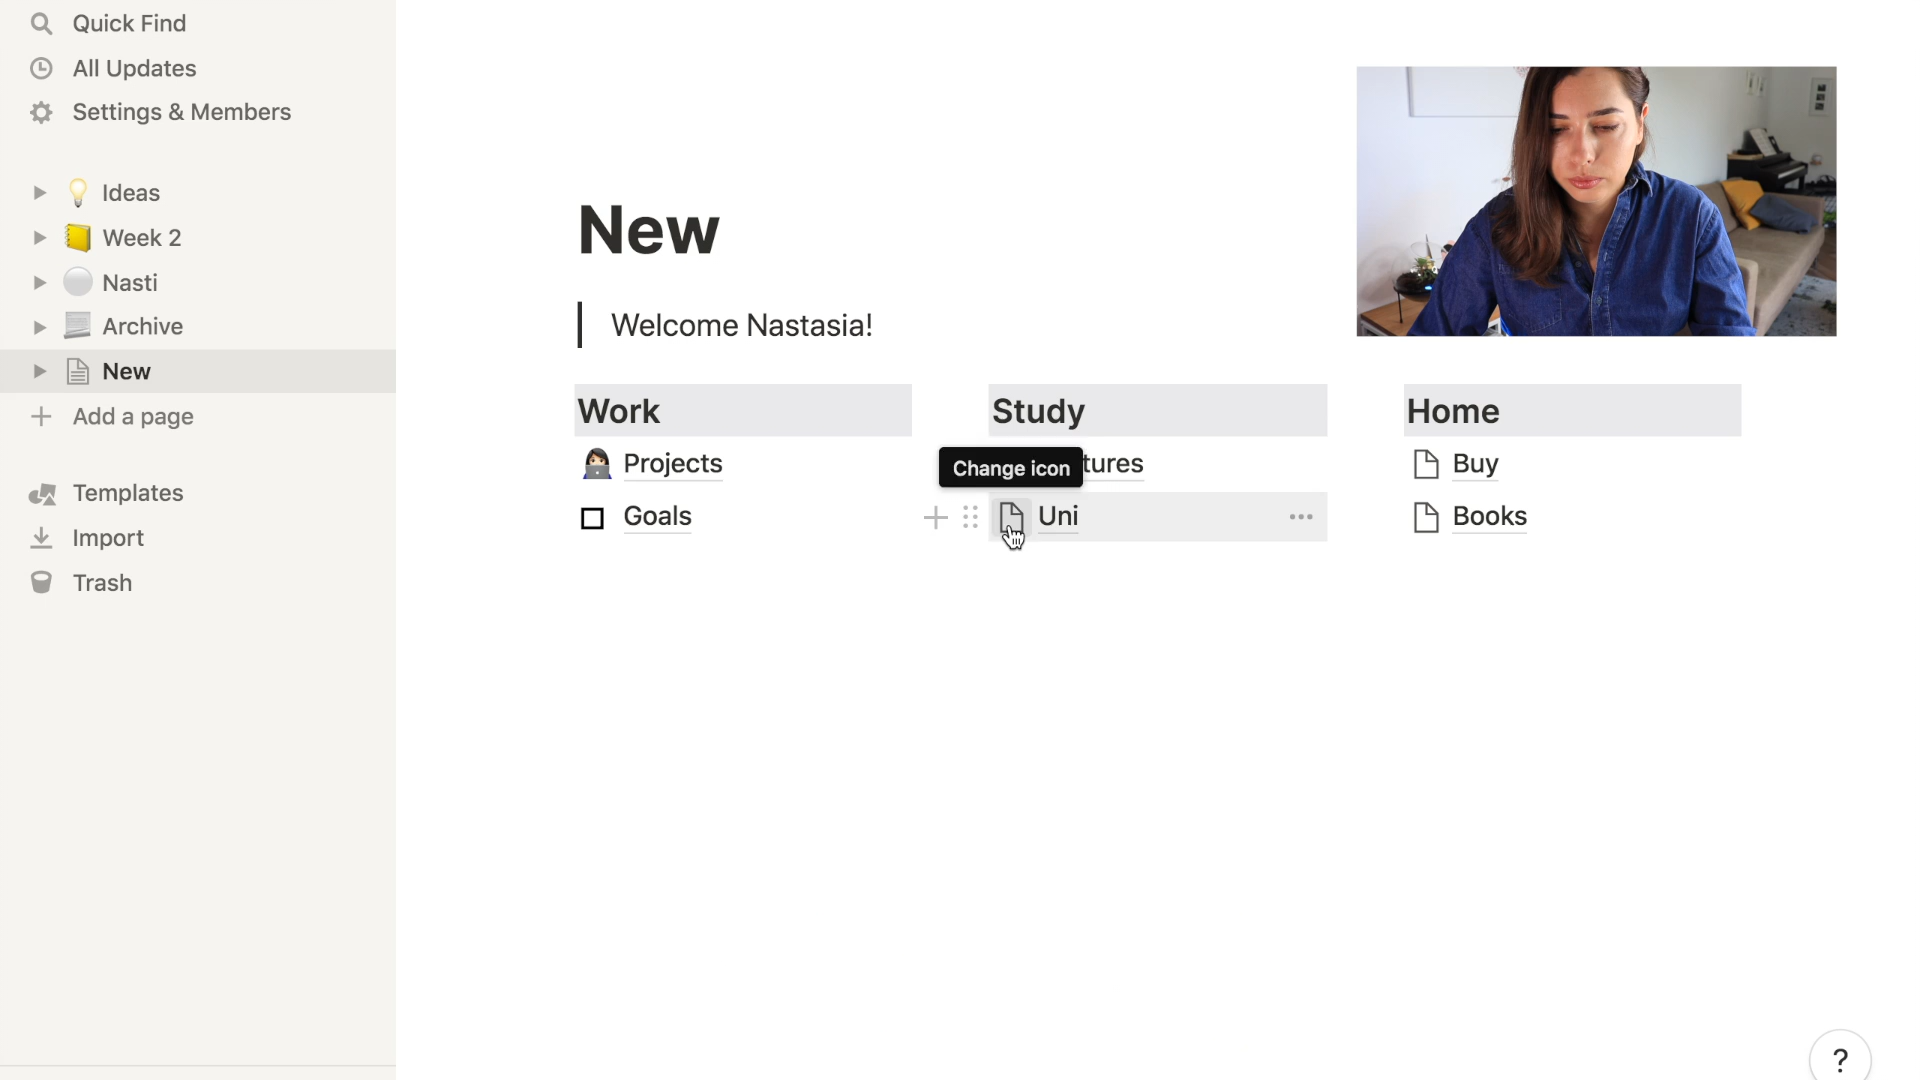 Quick Find
All Updates
Settings & Members
Ideas
Week 2
Nasti
Archive
New
Add a page
Templates
Import
Trash
New
Welcome Nastasia!
Work
Projects
Goals
Study
Change icon
tures
Uni
Home
Buy
Books
?